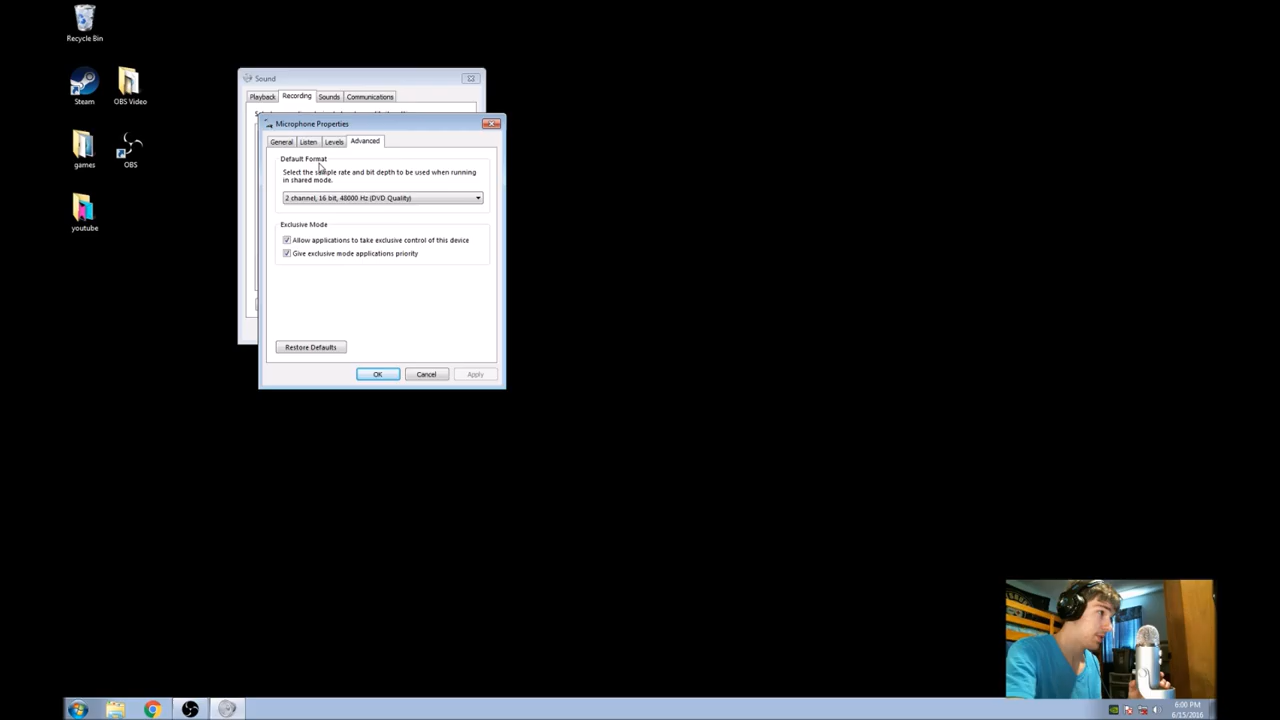 Recycle Bin
Steam
OBS Video
games
OBS
youtube
Sound
Playback
Recording
Sounds
Communications
Microphone Properties
General
Listen
Levels
Advanced
Default Format
Select the sample rate and bit depth to be used when running
in shared mode.
2 channel, 16 bit, 48000 Hz (DVD Quality)
Exclusive Mode
Allow applications to take exclusive control of this device
Give exclusive mode applications priority
Restore Defaults
OK
Cancel
Apply
6:00 PM
6/15/2016